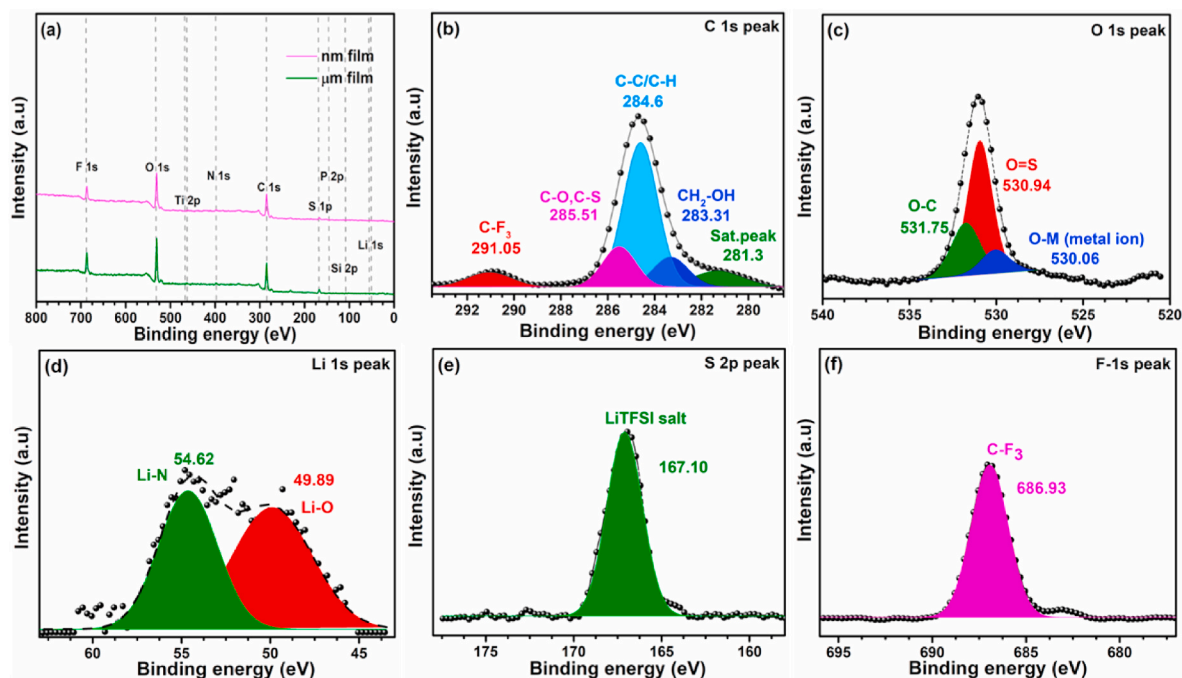 (a)
nm film
μm film
F 1s
O 1s
Ti 2p
N 1s
C 1s
P 2p
S 1p
Li 1s
Si 2p
Intensity (a.u)
800 700 600 500 400 300 200 100 0
Binding energy (eV)
(b)
C 1s peak
C-C/C-H
284.6
C-O,C-S
285.51
CH₂-OH
283.31
C-F₃
291.05
Sat.peak
281.3
Intensity (a.u)
292 290 288 286 284 282 280
Binding energy (eV)
(c)
O 1s peak
O=S
530.94
O-C
531.75
O-M (metal ion)
530.06
Intensity (a.u)
540 535 530 525 520
Binding energy (eV)
(d)
Li 1s peak
54.62
Li-N
49.89
Li-O
Intensity (a.u)
60 55 50 45
Binding energy (eV)
(e)
S 2p peak
LiTFSI salt
167.10
Intensity (a.u)
175 170 165 160
Binding energy (eV)
(f)
F-1s peak
C-F₃
686.93
Intensity (a.u)
695 690 685 680
Binding energy (eV)